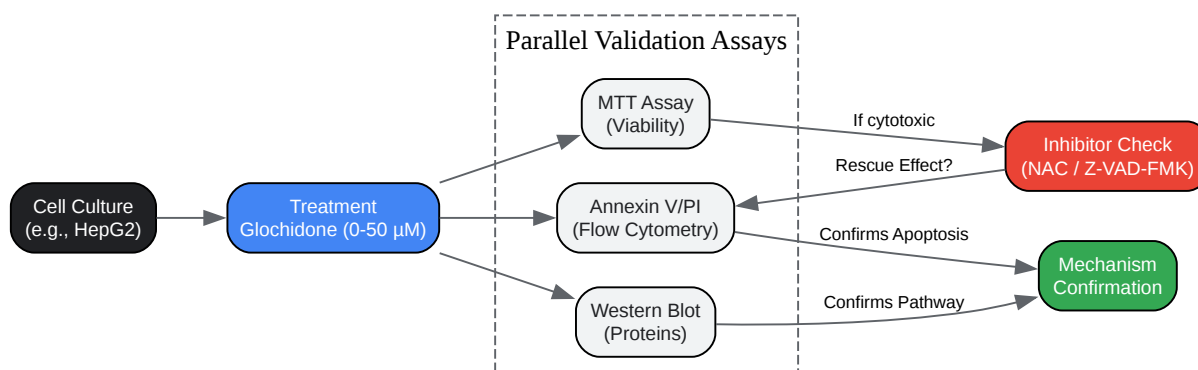 Parallel Validation Assays
Cell Culture
(e.g., HepG2)
Treatment
Glochidone (0-50 µM)
MTT Assay
(Viability)
Annexin V/PI
(Flow Cytometry)
Western Blot
(Proteins)
If cytotoxic
Rescue Effect?
Confirms Apoptosis
Confirms Pathway
Inhibitor Check
(NAC / Z-VAD-FMK)
Mechanism
Confirmation